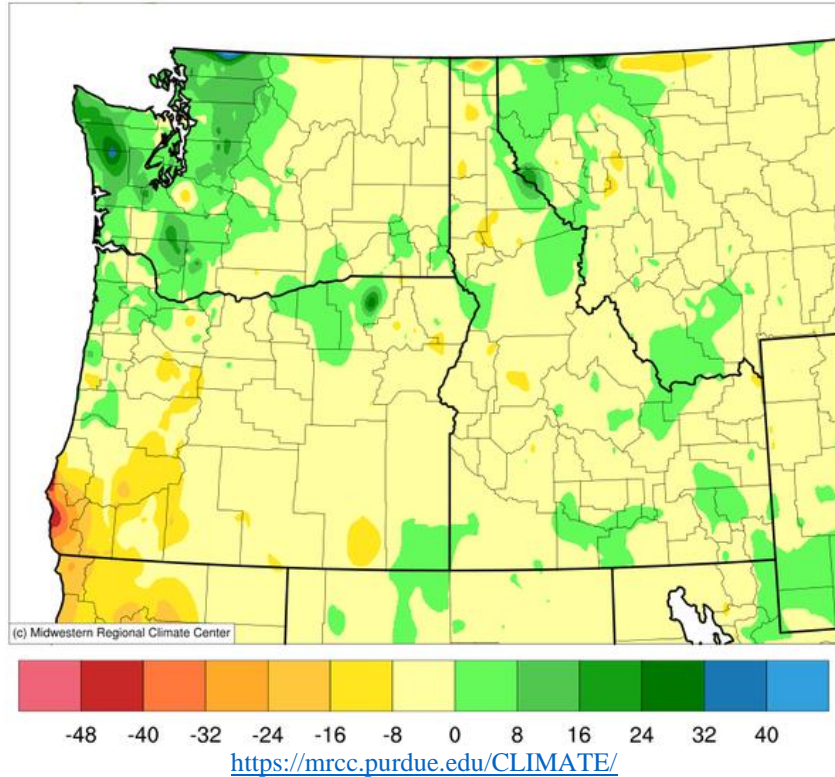 (c) Midwestern Regional Climate Center
-48 -40 -32 -24 -16 -8 0 8 16 24 32 40
https://mrcc.purdue.edu/CLIMATE/